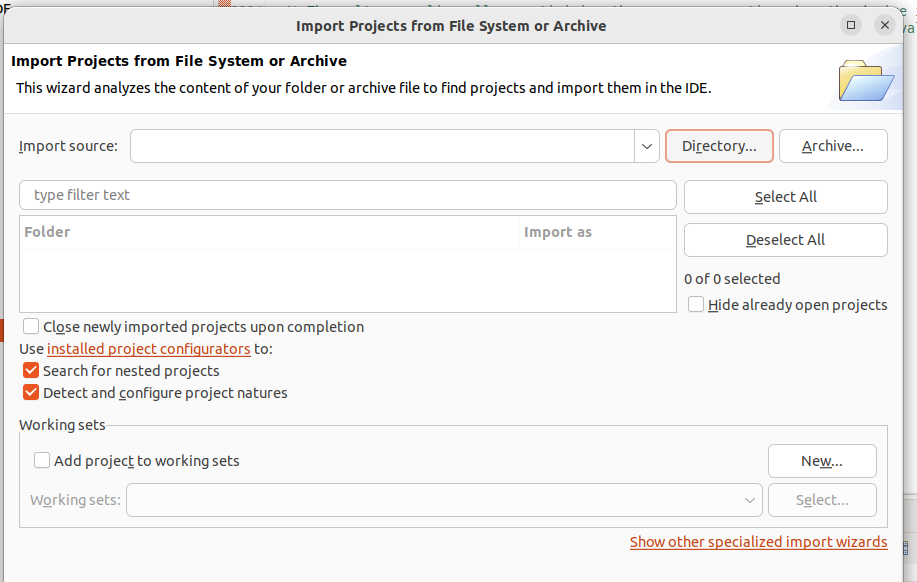 Import Projects from File System or Archive
Import Projects from File System or Archive
This wizard analyzes the content of your folder or archive file to find projects and import them in the IDE.
Import source:
Directory...
Archive...
type filter text
Select All
Folder
Import as
Deselect All
0 of 0 selected
Hide already open projects
Close newly imported projects upon completion
Use installed project configurators to:
Search for nested projects
Detect and configure project natures
Working sets
Add project to working sets
New...
Working sets:
Select...
Show other specialized import wizards